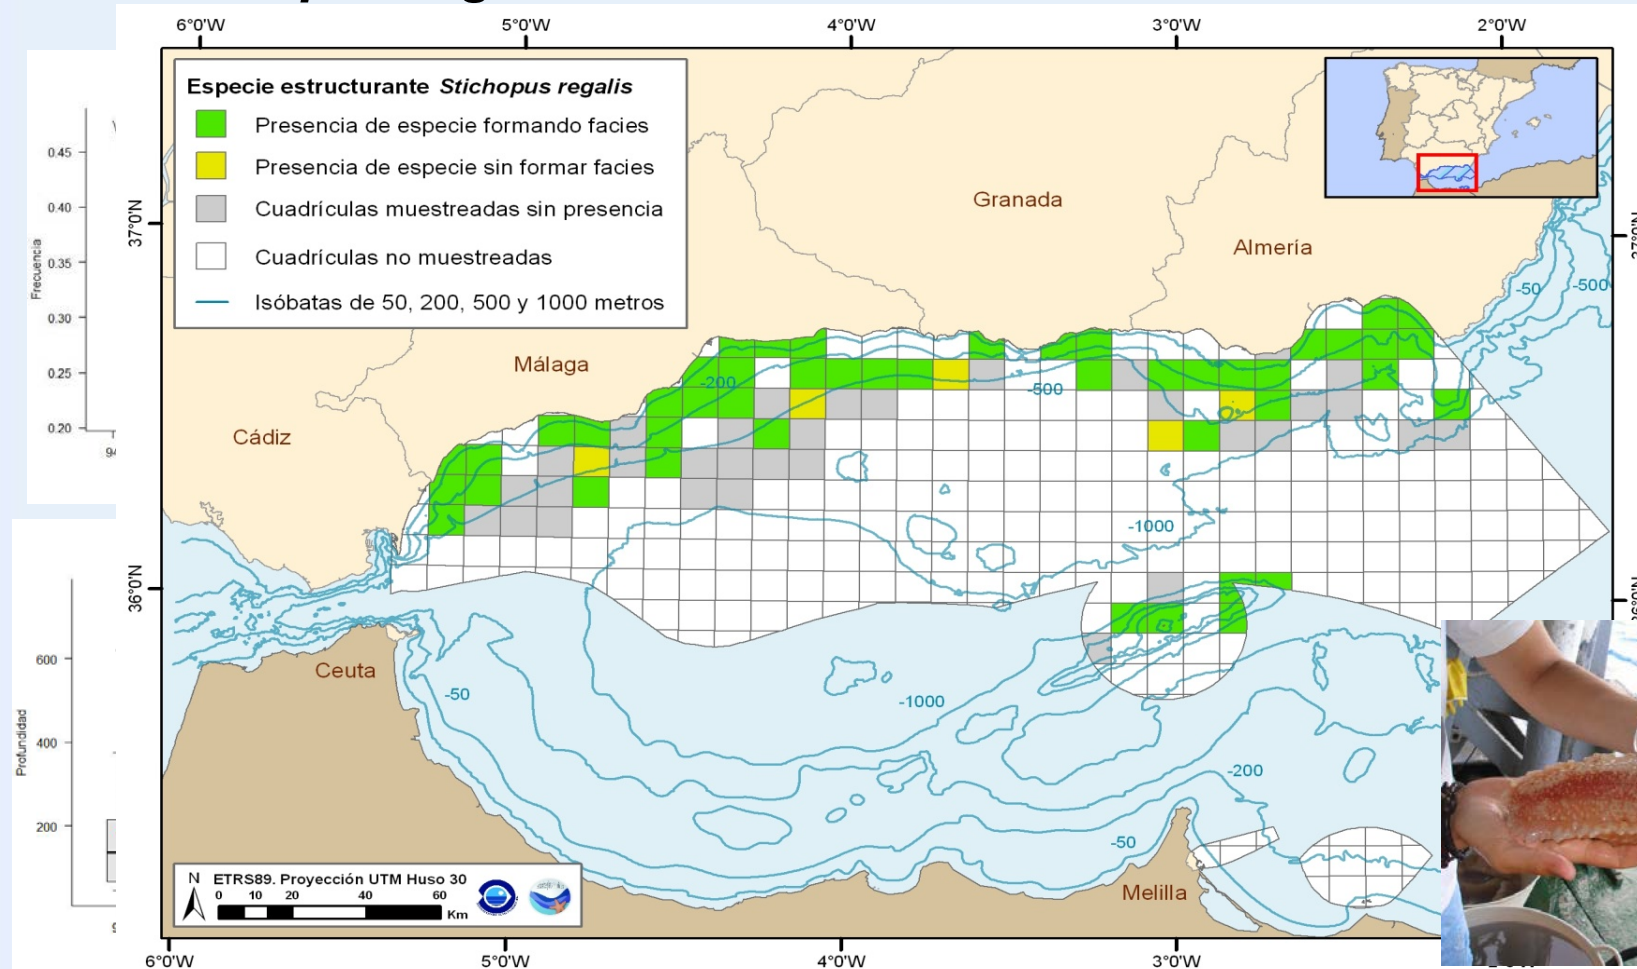 6°0'W 5°0'W 4°0'W 3°0'W 2°0'W
Especie estructurante Stichopus regalis
Presencia de especie formando facies
Presencia de especie sin formar facies
Cuadrículas muestreadas sin presencia
Cuadrículas no muestreadas
Isóbatas de 50, 200, 500 y 1000 metros
Frecuencia
0.45
0.40
0.35
0.30
0.25
0.20
94
37°0'N
36°0'N
Granada
Almería
Málaga
Cádiz
Ceuta
Melilla
-50
-500
-200
-500
-1000
-50
-1000
-200
-50
Profundidad
600
400
200
N
ETRS89. Proyección UTM Huso 30
0 10 20 40 60
Km
6°0'W 5°0'W 4°0'W 3°0'W